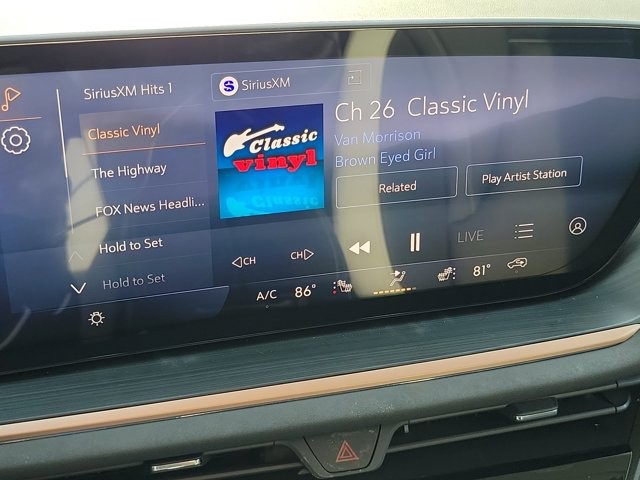 SiriusXM Hits 1
Classic Vinyl
The Highway
FOX News Headli...
Hold to Set
Hold to Set
SiriusXM
Classic
vinyl
Ch 26 Classic Vinyl
Van Morrison
Brown Eyed Girl
Related
Play Artist Station
CH
CH
LIVE
A/C
86°
81°